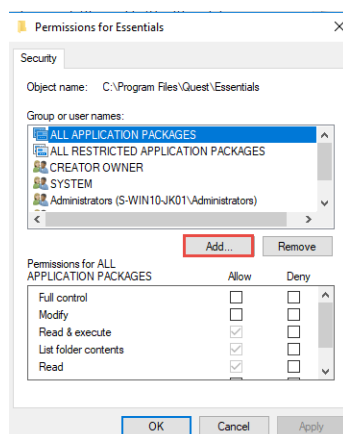 Permissions for Essentials
Security
Object name: C:\Program Files\Quest\Essentials
Group or user names:
ALL APPLICATION PACKAGES
ALL RESTRICTED APPLICATION PACKAGES
CREATOR OWNER
SYSTEM
Administrators (S-WIN10-JK01\Administrators)
Add... Remove
Permissions for ALL
APPLICATION PACKAGES Allow Deny
Full control
Modify
Read & execute
List folder contents
Read
OK Cancel Apply